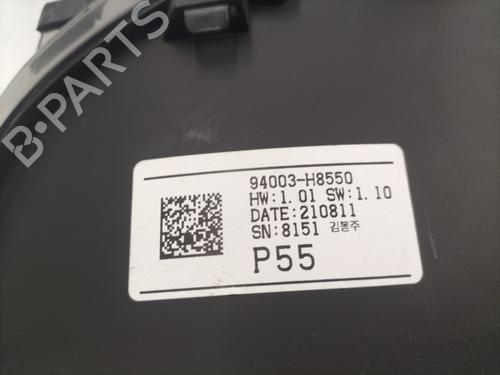 B-PARTS
94003-H8550
HW:1.01 SW:1.10
DATE:210811
SN:8151 김봉주
P55